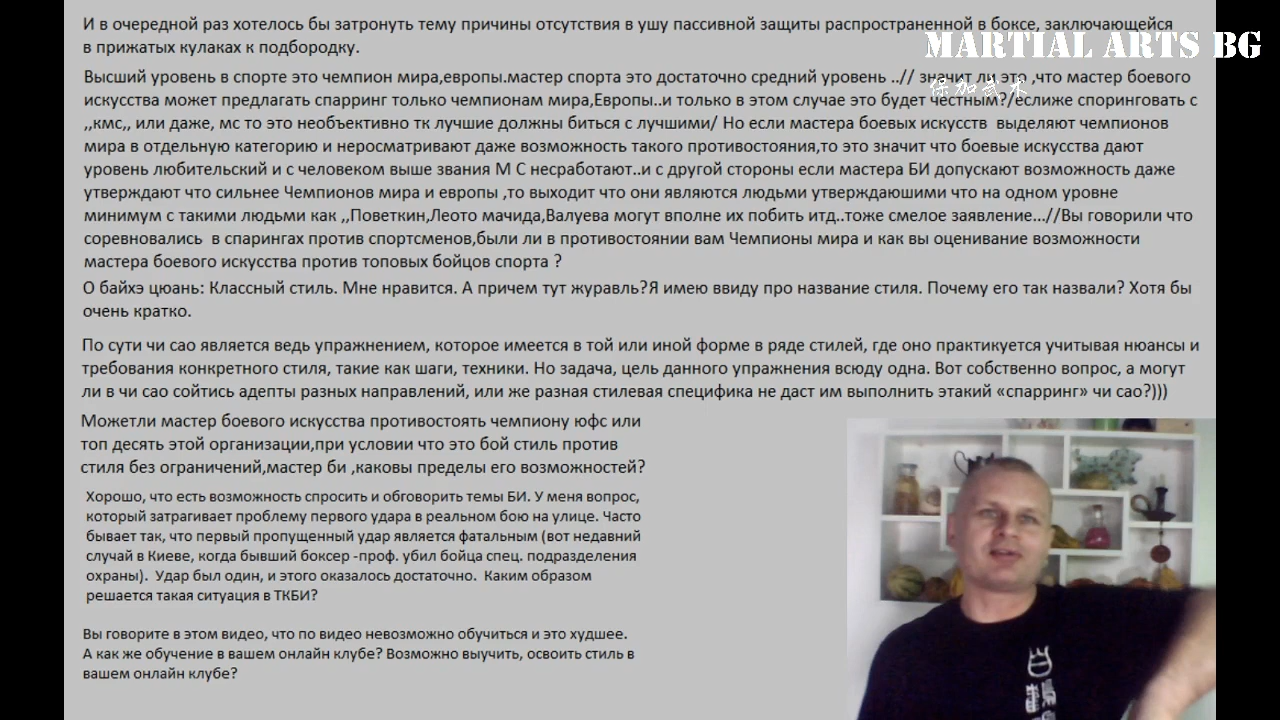 И в очередной раз хотелось бы затронуть тему причины отсутствия в ушу пассивной защиты распространенной в боксе, заключающейся
в прижатых кулаках к подбородку.
MARTIAL ARTS BG
保加武术
Высший уровень в спорте это чемпион мира,европы.мастер спорта это достаточно средний уровень ..// значит ли это ,что мастер боевого
искусства может предлагать спарринг только чемпионам мира,Европы..и только в этом случае это будет честным?/еслиже споринговать с
,,кмс,, или даже, мс то это необъективно тк лучшие должны биться с лучшими/ Но если мастера боевых искусств  выделяют чемпионов
мира в отдельную категорию и неросматривают даже возможность такого противостояния,то это значит что боевые искусства дают
уровень любительский и с человеком выше звания М С несработают..и с другой стороны если мастера БИ допускают возможность даже
утверждают что сильнее Чемпионов мира и европы ,то выходит что они являются людьми утверждаюшими что на одном уровне
минимум с такими людьми как ,,Поветкин,Леото мачида,Валуева могут вполне их побить итд..тоже смелое заявление...//Вы говорили что
соревновались  в спарингах против спортсменов,были ли в противостоянии вам Чемпионы мира и как вы оценивание возможности
мастера боевого искусства против топовых бойцов спорта ?
О байхэ цюань: Классный стиль. Мне нравится. А причем тут журавль?Я имею ввиду про название стиля. Почему его так назвали? Хотя бы
очень кратко.
По сути чи сао является ведь упражнением, которое имеется в той или иной форме в ряде стилей, где оно практикуется учитывая нюансы и
требования конкретного стиля, такие как шаги, техники. Но задача, цель данного упражнения всюду одна. Вот собственно вопрос, а могут
ли в чи сао сойтись адепты разных направлений, или же разная стилевая специфика не даст им выполнить этакий «спарринг» чи сао?)))
Можетли мастер боевого искусства противостоять чемпиону юфс или
топ десять этой организации,при условии что это бой стиль против
стиля без ограничений,мастер би ,каковы пределы его возможностей?
Хорошо, что есть возможность спросить и обговорить темы БИ. У меня вопрос,
который затрагивает проблему первого удара в реальном бою на улице. Часто
бывает так, что первый пропущенный удар является фатальным (вот недавний
случай в Киеве, когда бывший боксер -проф. убил бойца спец. подразделения
охраны).  Удар был один, и этого оказалось достаточно.  Каким образом
решается такая ситуация в ТКБИ?
Вы говорите в этом видео, что по видео невозможно обучиться и это худшее.
А как же обучение в вашем онлайн клубе? Возможно выучить, освоить стиль в
вашем онлайн клубе?